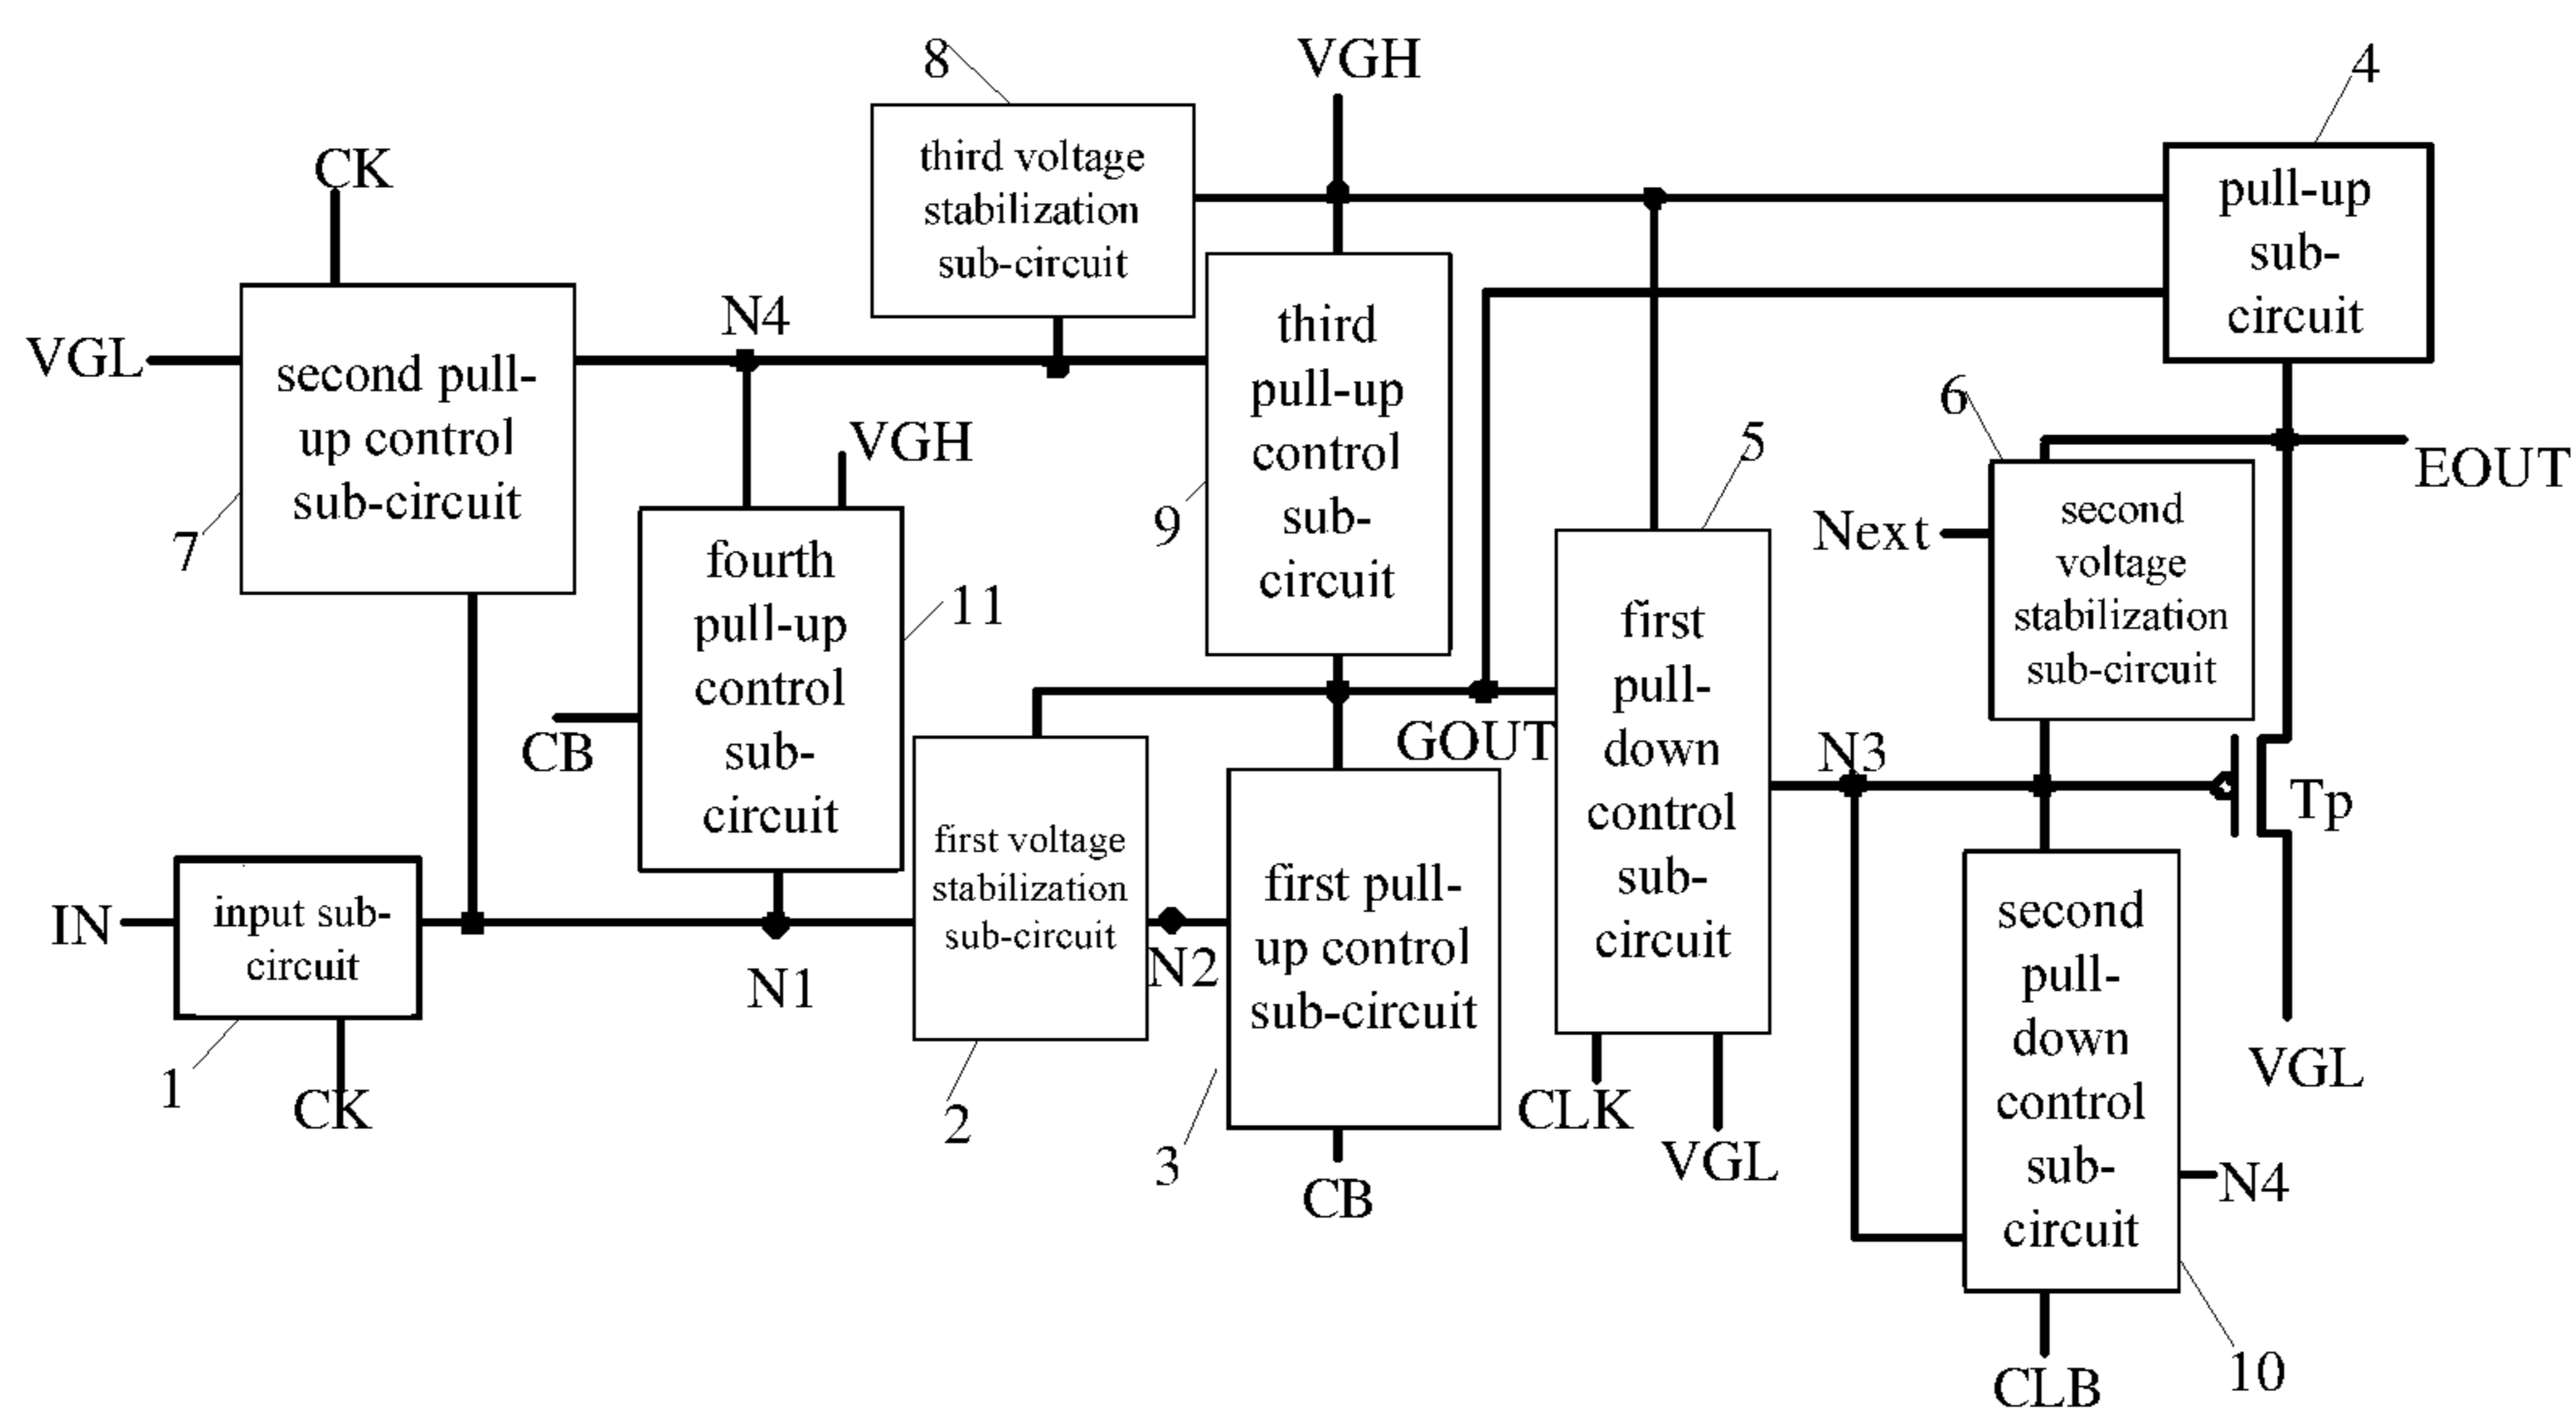 8
VGH
4
third voltage
stabilization
sub-circuit
pull-up
sub-
circuit
CK
VGL
second pull-
up control
sub-circuit
7
N4
VGH
fourth
pull-up
control
sub-
circuit
11
CB
third
pull-up
control
sub-
circuit
9
5
6
EOUT
Next
second
voltage
stabilization
sub-circuit
first
pull-
down
control
sub-
circuit
GOUT
N3
Tp
IN
input sub-
circuit
1
CK
N1
first voltage
stabilization
sub-circuit
2
N2
first pull-
up control
sub-circuit
3
CB
CLK
VGL
second
pull-
down
control
sub-
circuit
VGL
N4
10
CLB